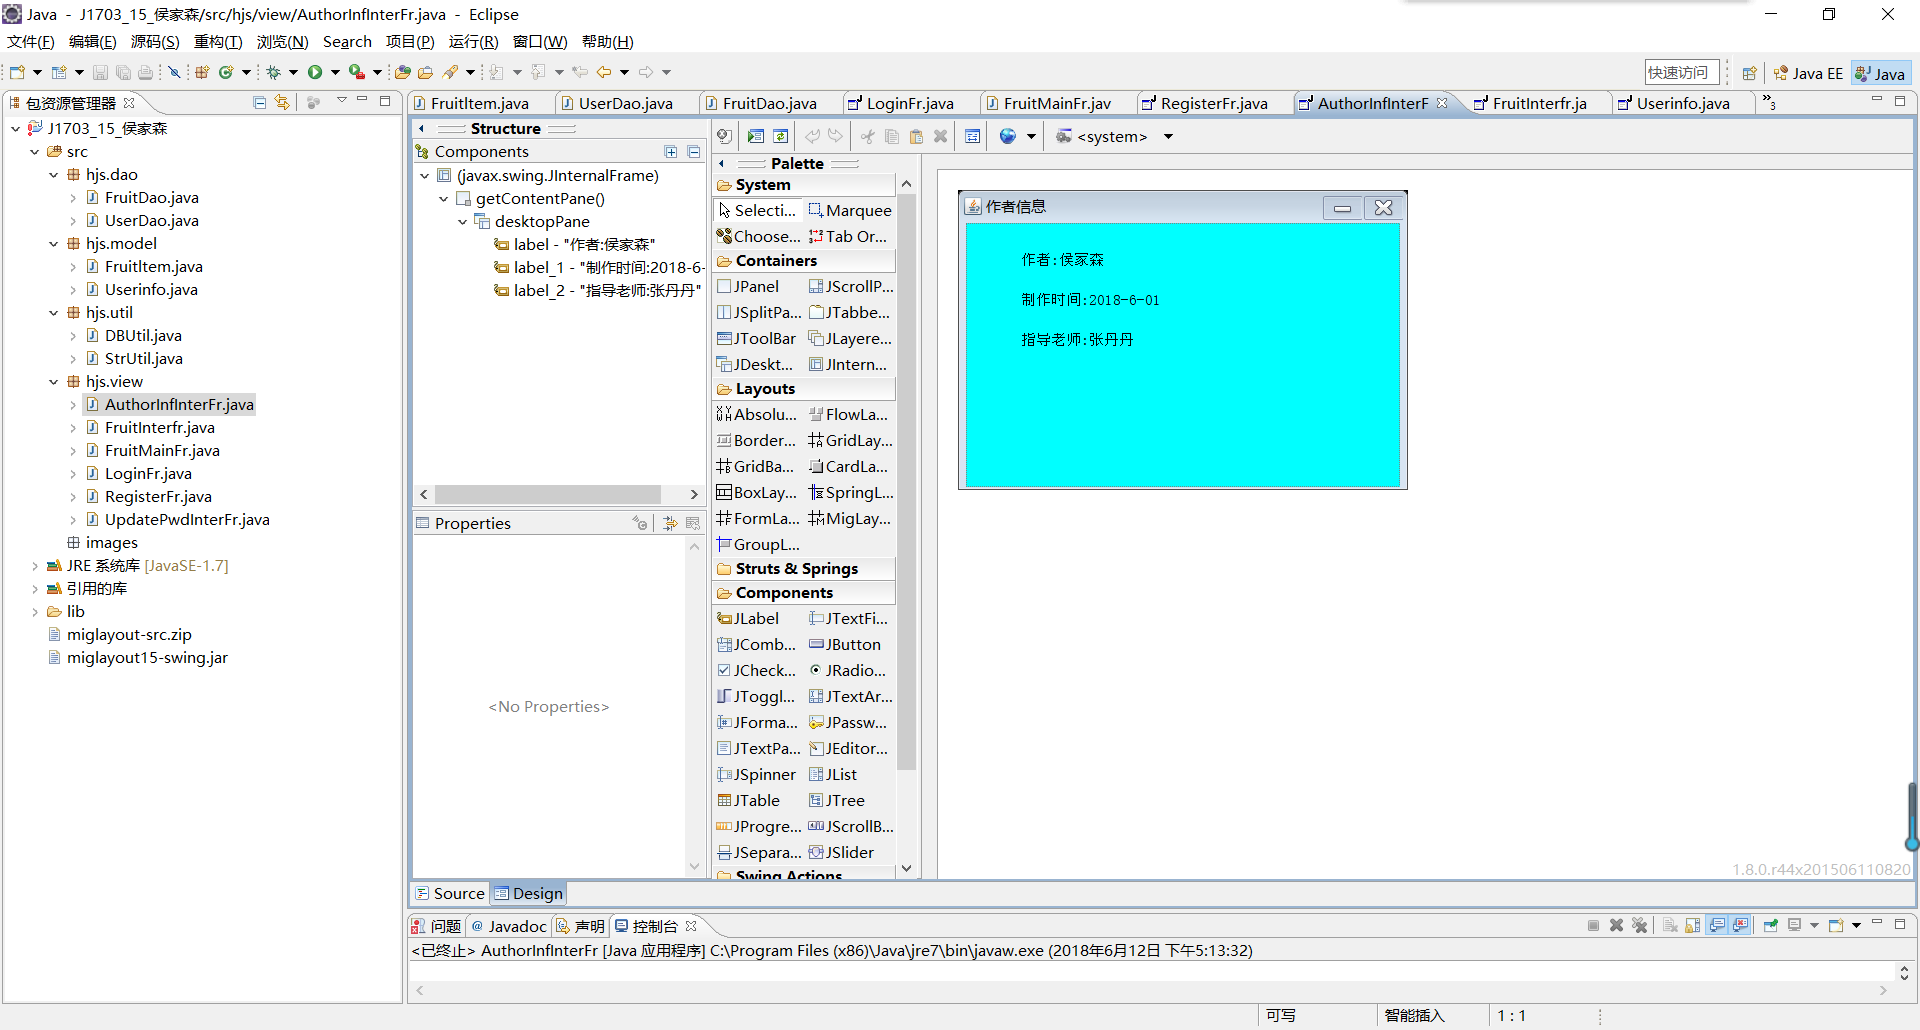 Java - J1703_15_侯家森/src/hjs/view/AuthorInfInterFr.java - Eclipse
文件(F) 编辑(E) 源码(S) 重构(T) 浏览(N) Search 项目(P) 运行(R) 窗口(W) 帮助(H)
快速访问 Java EE Java
包资源管理器
J1703_15_侯家森
src
hjs.dao
FruitDao.java
UserDao.java
hjs.model
FruitItem.java
Userinfo.java
hjs.util
DBUtil.java
StrUtil.java
hjs.view
AuthorInfInterFr.java
FruitInterfr.java
FruitMainFr.java
LoginFr.java
RegisterFr.java
UpdatePwdInterFr.java
images
JRE 系统库 [JavaSE-1.7]
引用的库
lib
miglayout-src.zip
miglayout15-swing.jar
FruitItem.java UserDao.java FruitDao.java LoginFr.java FruitMainFr.jav RegisterFr.java AuthorInfInterF FruitInterfr.ja Userinfo.java »3
Structure
Components
(javax.swing.JInternalFrame)
getContentPane()
desktopPane
label - "作者:侯家森"
label_1 - "制作时间:2018-6-
label_2 - "指导老师:张丹丹"
Properties
<No Properties>
<system>
Palette
System
Selecti... Marquee
Choose... Tab Or...
Containers
JPanel JScrollP...
JSplitPa... JTabbe...
JToolBar JLayere...
JDeskt... JIntern...
Layouts
Absolu... FlowLa...
Border... GridLay...
GridBa... CardLa...
BoxLay... SpringL...
FormLa... MigLay...
GroupL...
Struts & Springs
Components
JLabel JTextFi...
JComb... JButton
JCheck... JRadio...
JToggl... JTextAr...
JForma... JPassw...
JTextPa... JEditor...
JSpinner JList
JTable JTree
JProgre... JScrollB...
JSepara... JSlider
Swing Actions
作者信息
作者:侯家森
制作时间:2018-6-01
指导老师:张丹丹
1.8.0.r44x201506110820
Source Design
问题 @ Javadoc 声明 控制台
<已终止> AuthorInfInterFr [Java 应用程序] C:\Program Files (x86)\Java\jre7\bin\javaw.exe (2018年6月12日 下午5:13:32)
可写 智能插入 1 : 1